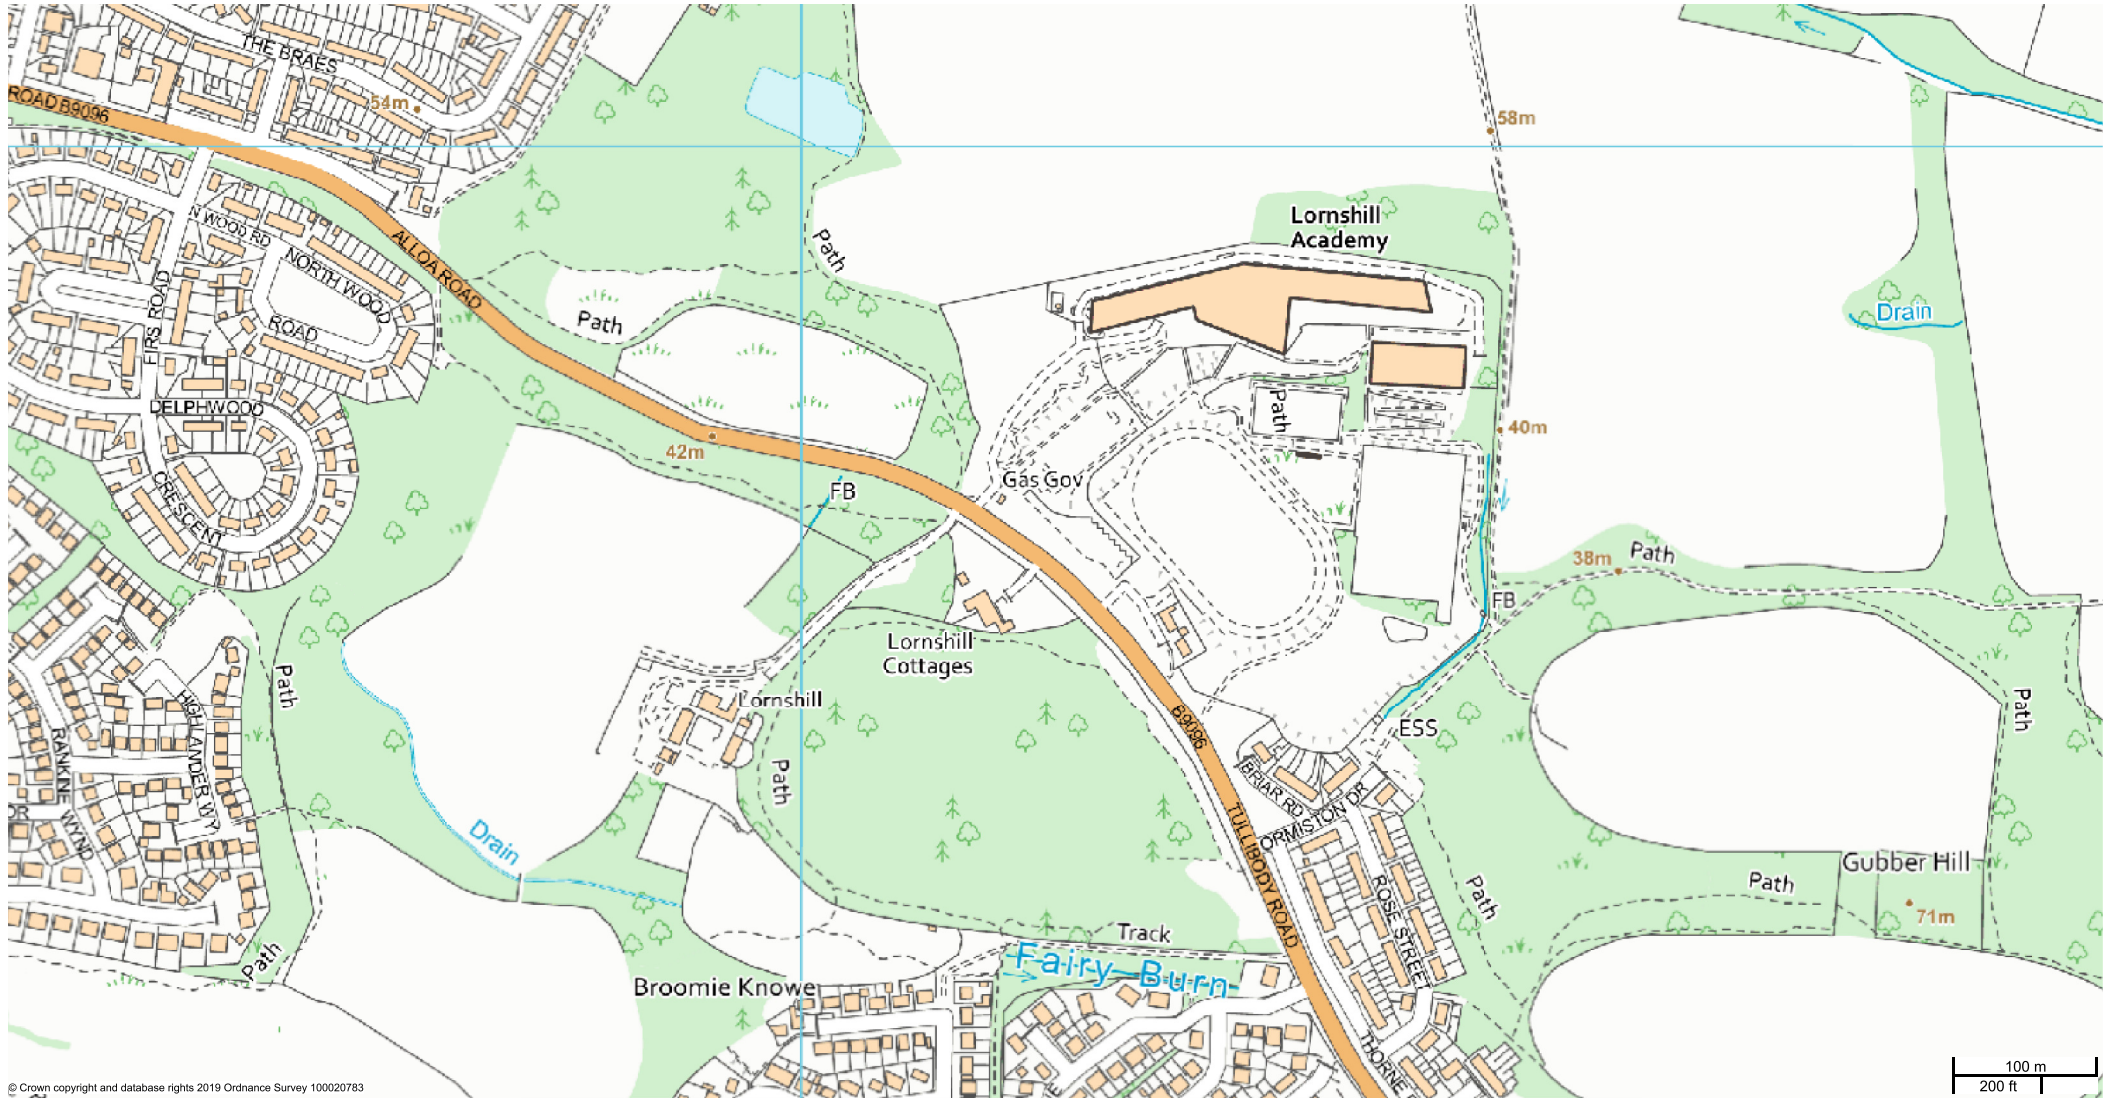 THE BRAES
54m
ROAD B9096
58m
N WOOD RD
NORTH WOOD
ROAD
FIRS ROAD
ALLOA ROAD
Path
Path
Lornshill
Academy
Drain
DELPHWOOD
CRESCENT
42m
FB
Gas Gov
Path
40m
38m
Path
FB
Lornshill
Cottages
Lornshill
Path
Path
HIGHLANDER WY
RANKINE WYND
DR
Drain
Path
B9096
TULLIBODY ROAD
ESS
BRIAR RD
ORMISTON DR
ROSE STREET
Path
Path
Path
Gubber Hill
71m
Track
Fairy Burn
Broomie Knowe
THORNE
© Crown copyright and database rights 2019 Ordnance Survey 100020783
100 m
200 ft